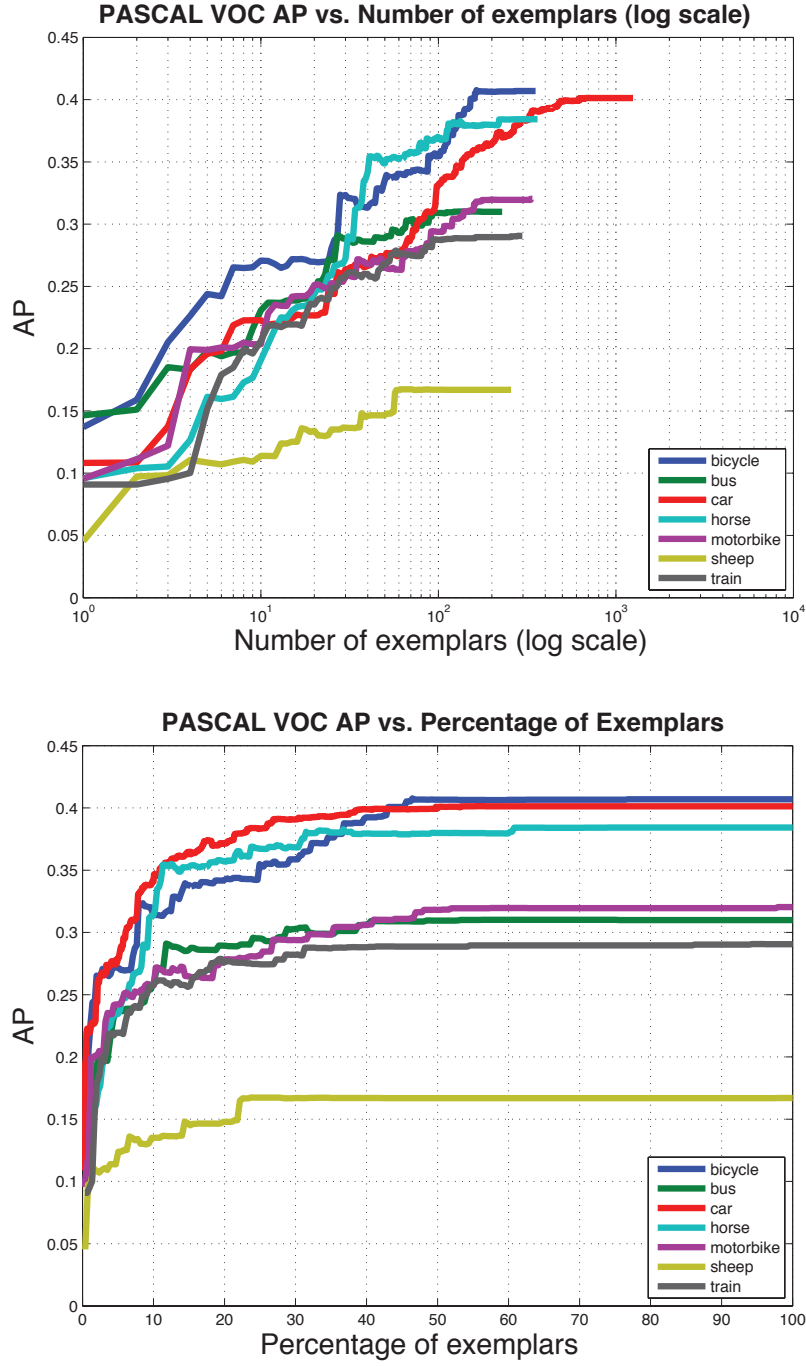 PASCAL VOC AP vs. Number of exemplars (log scale)
0.45
0.4
0.35
0.3
0.25
0.2
0.15
0.1
0.05
0
AP
bicycle
bus
car
horse
motorbike
sheep
train
10^0 10^1 10^2 10^3 10^4
Number of exemplars (log scale)
PASCAL VOC AP vs. Percentage of Exemplars
0.45
0.4
0.35
0.3
0.25
0.2
0.15
0.1
0.05
0
AP
bicycle
bus
car
horse
motorbike
sheep
train
0 10 20 30 40 50 60 70 80 90 100
Percentage of exemplars